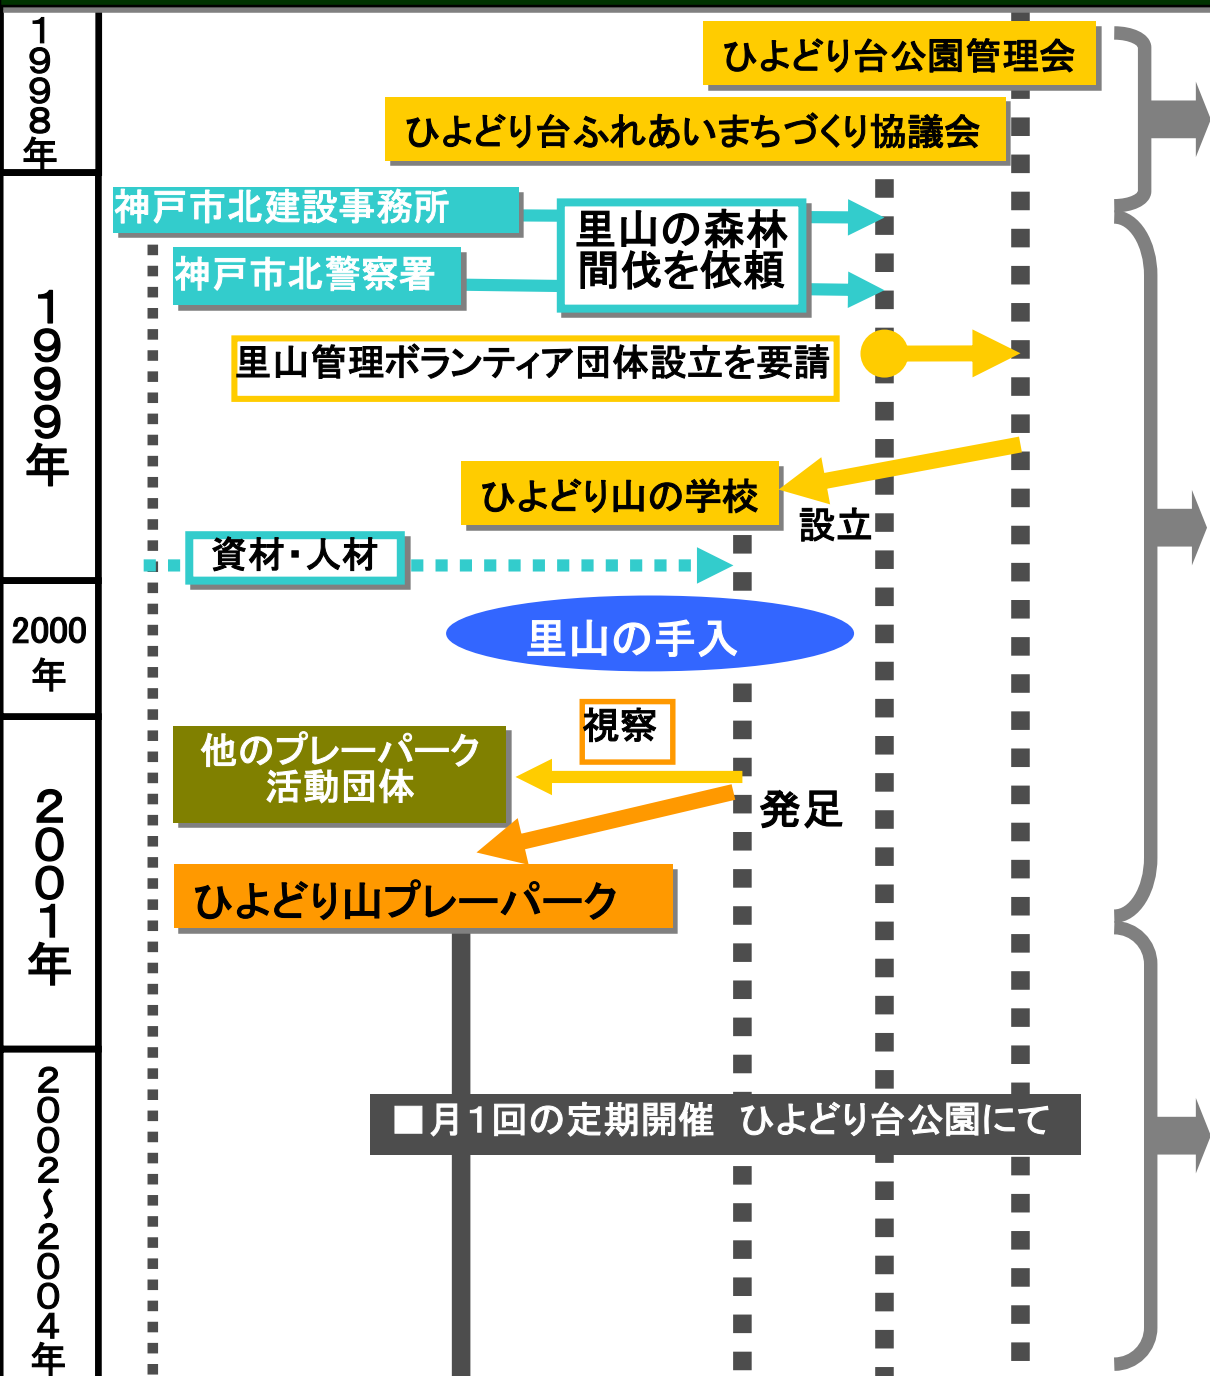 1998年
ひよどり台公園管理会
ひよどり台ふれあいまちづくり協議会
1999年
神戸市北建設事務所
神戸市北警察署
里山の森林
間伐を依頼
里山管理ボランティア団体設立を要請
ひよどり山の学校
設立
資材・人材
2000
年
里山の手入
2001年
視察
他のプレーパーク
活動団体
発足
ひよどり山プレーパーク
2002～2004年
■月１回の定期開催　ひよどり台公園にて